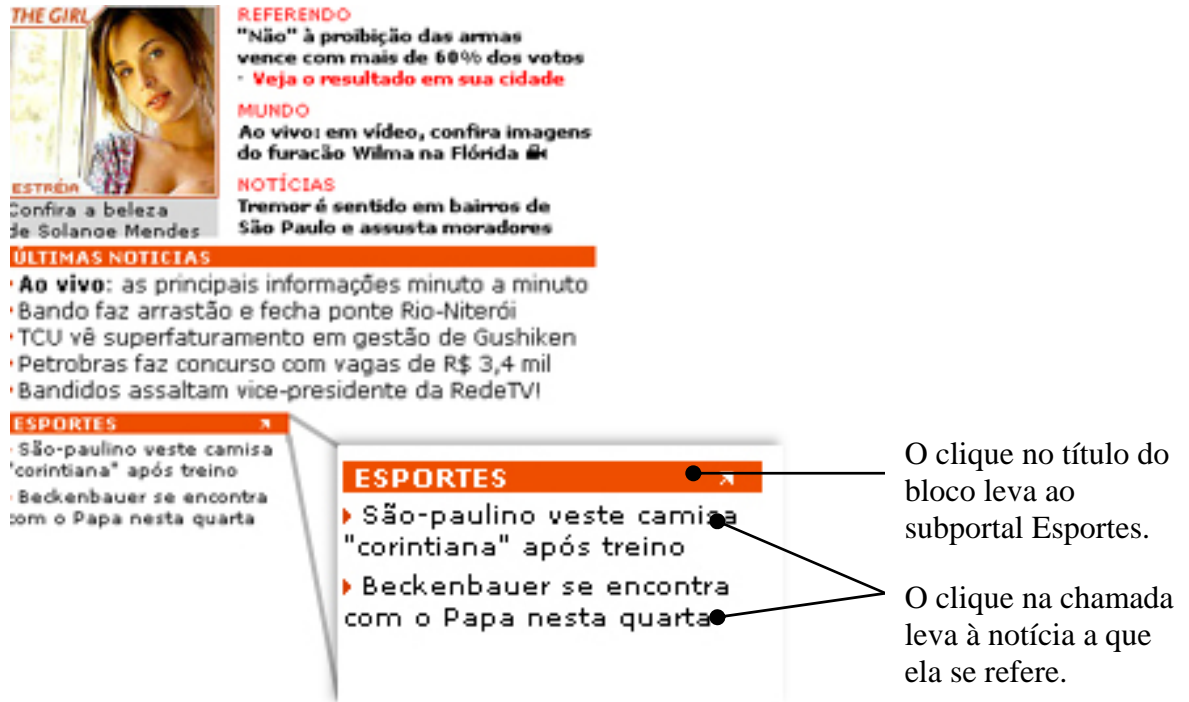 THE GIRL
ESTRÉIA
Confira a beleza
de Solange Mendes
REFERENDO
"Não" à proibição das armas
vence com mais de 60% dos votos
· Veja o resultado em sua cidade
MUNDO
Ao vivo: em vídeo, confira imagens
do furacão Wilma na Flórida
NOTÍCIAS
Tremor é sentido em bairros de
São Paulo e assusta moradores
ÚLTIMAS NOTICIAS
Ao vivo: as principais informações minuto a minuto
Bando faz arrastão e fecha ponte Rio-Niterói
TCU vê superfaturamento em gestão de Gushiken
Petrobras faz concurso com vagas de R$ 3,4 mil
Bandidos assaltam vice-presidente da RedeTV!
ESPORTES
São-paulino veste camisa
"corintiana" após treino
Beckenbauer se encontra
com o Papa nesta quarta
ESPORTES
São-paulino veste camisa
"corintiana" após treino
Beckenbauer se encontra
com o Papa nesta quarta
O clique no título do
bloco leva ao
subportal Esportes.
O clique na chamada
leva à notícia a que
ela se refere.